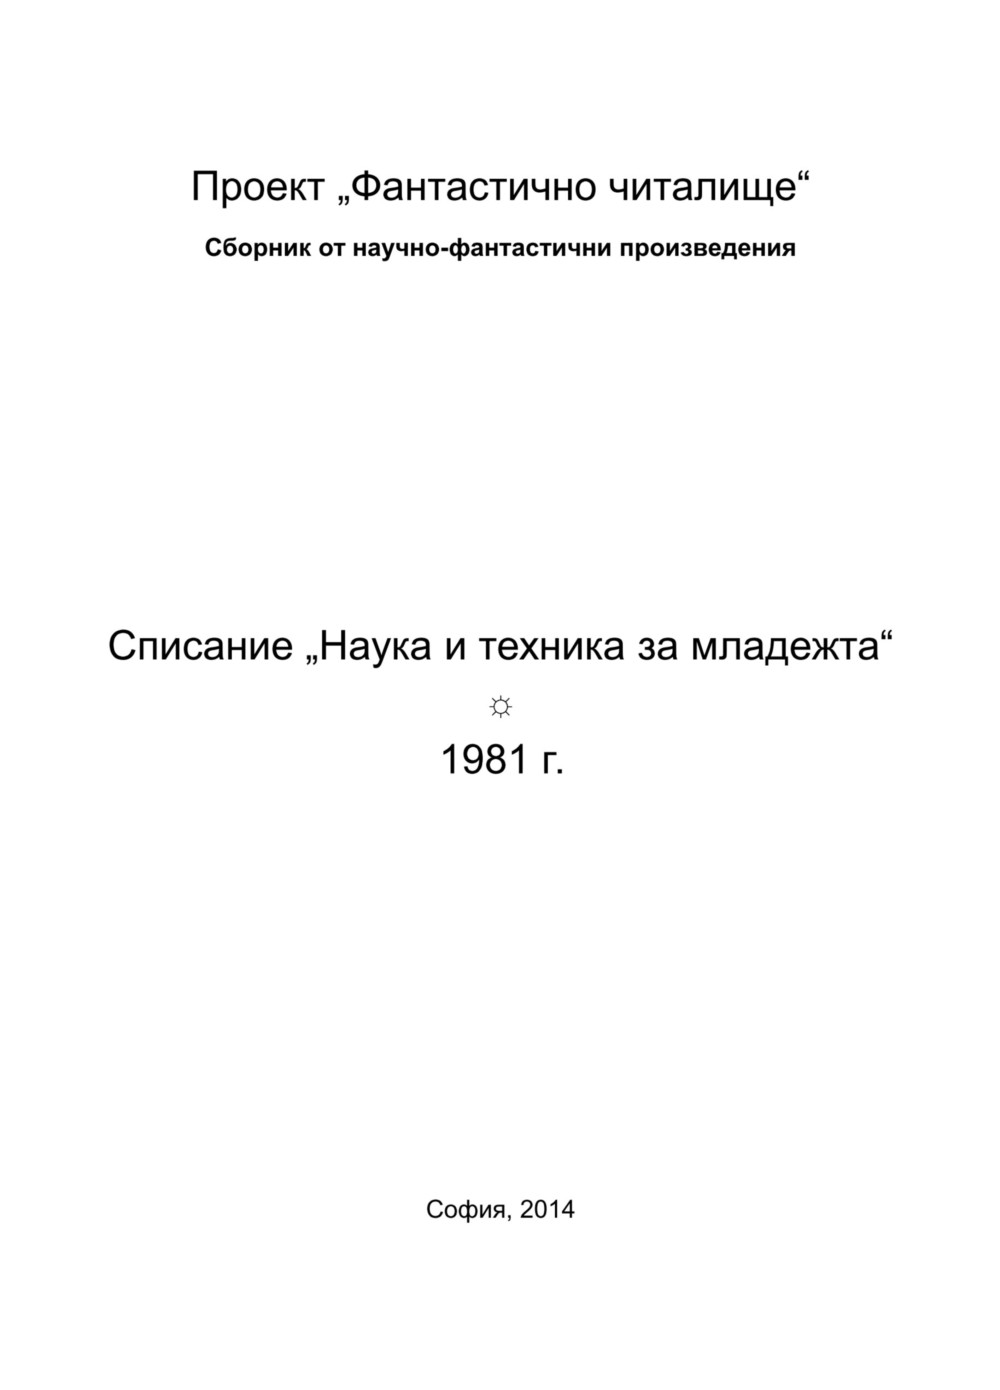 Проект „Фантастично читалище“
Сборник от научно-фантастични произведения
Списание „Наука и техника за младежта“
☼
1981 г.
София, 2014